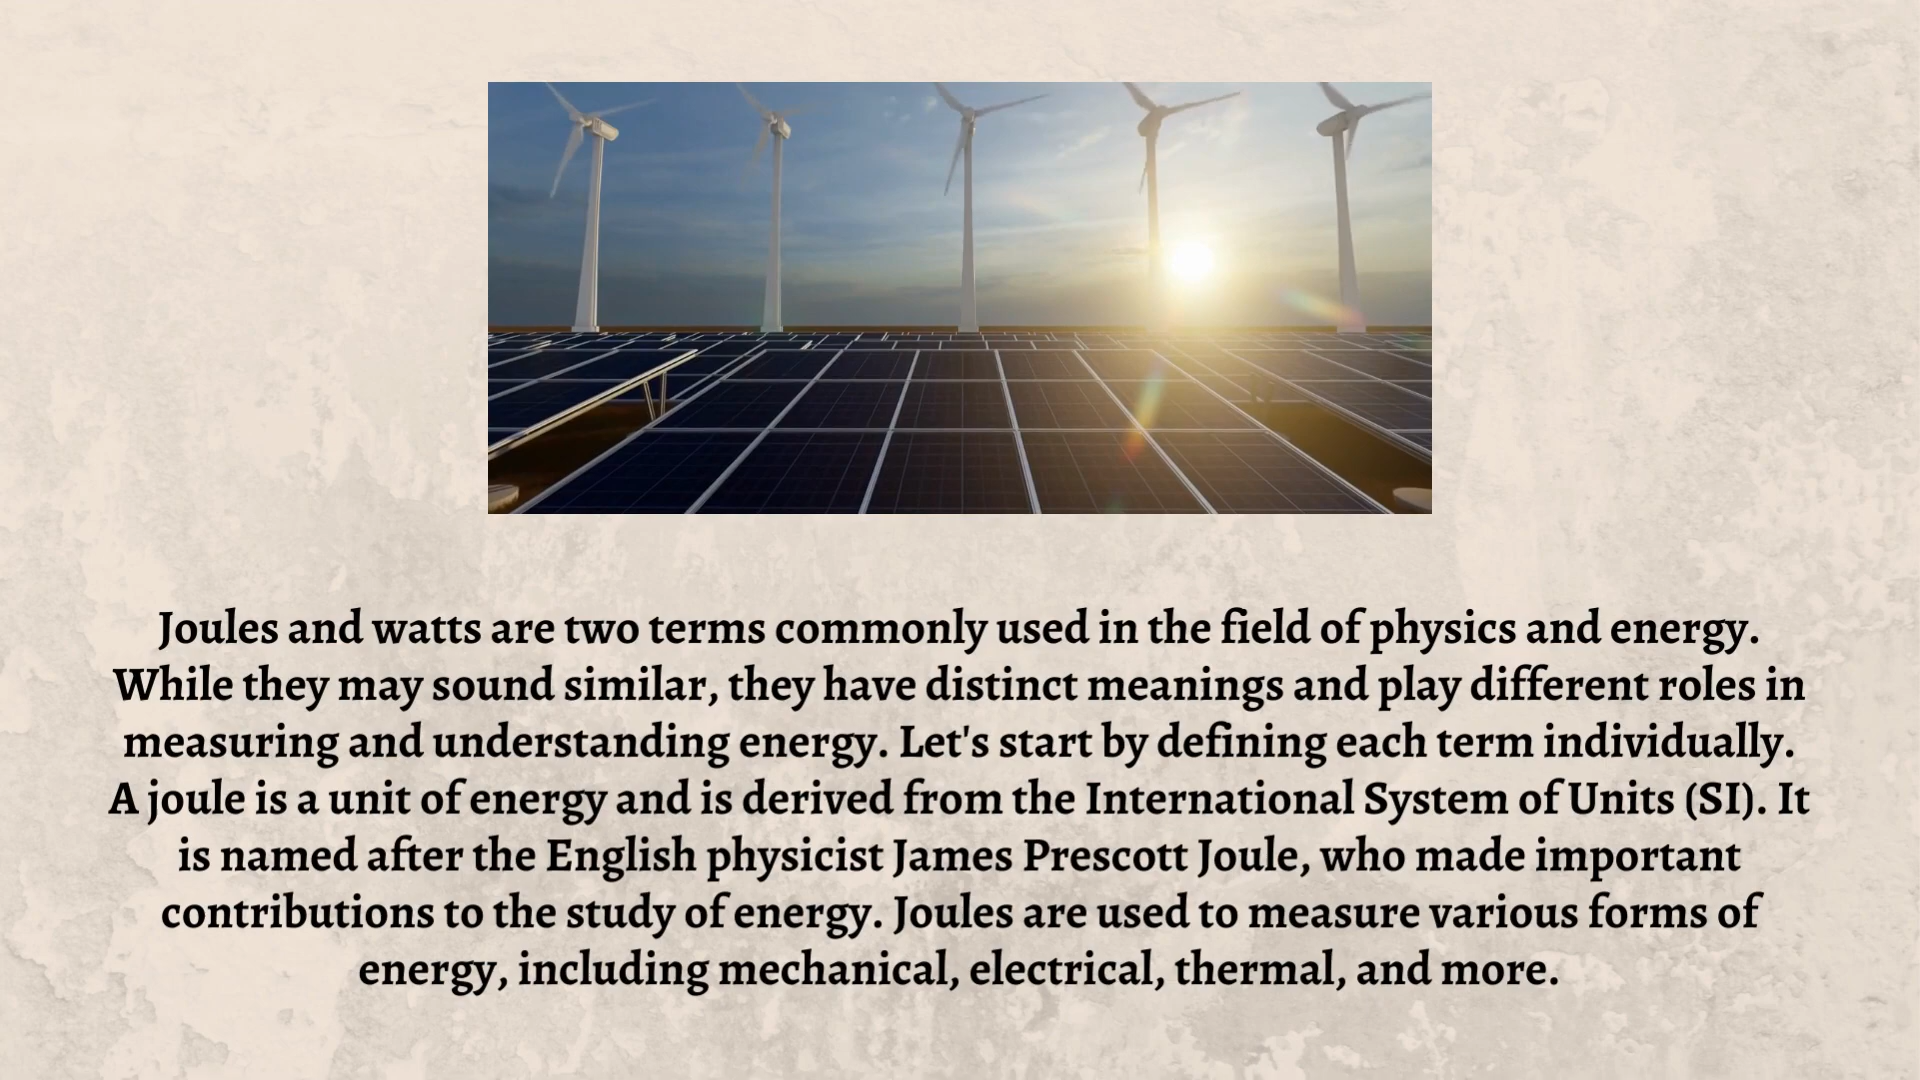 Joules and watts are two terms commonly used in the field of physics and energy.
While they may sound similar, they have distinct meanings and play different roles in
measuring and understanding energy. Let's start by defining each term individually.
A joule is a unit of energy and is derived from the International System of Units (SI). It
is named after the English physicist James Prescott Joule, who made important
contributions to the study of energy. Joules are used to measure various forms of
energy, including mechanical, electrical, thermal, and more.